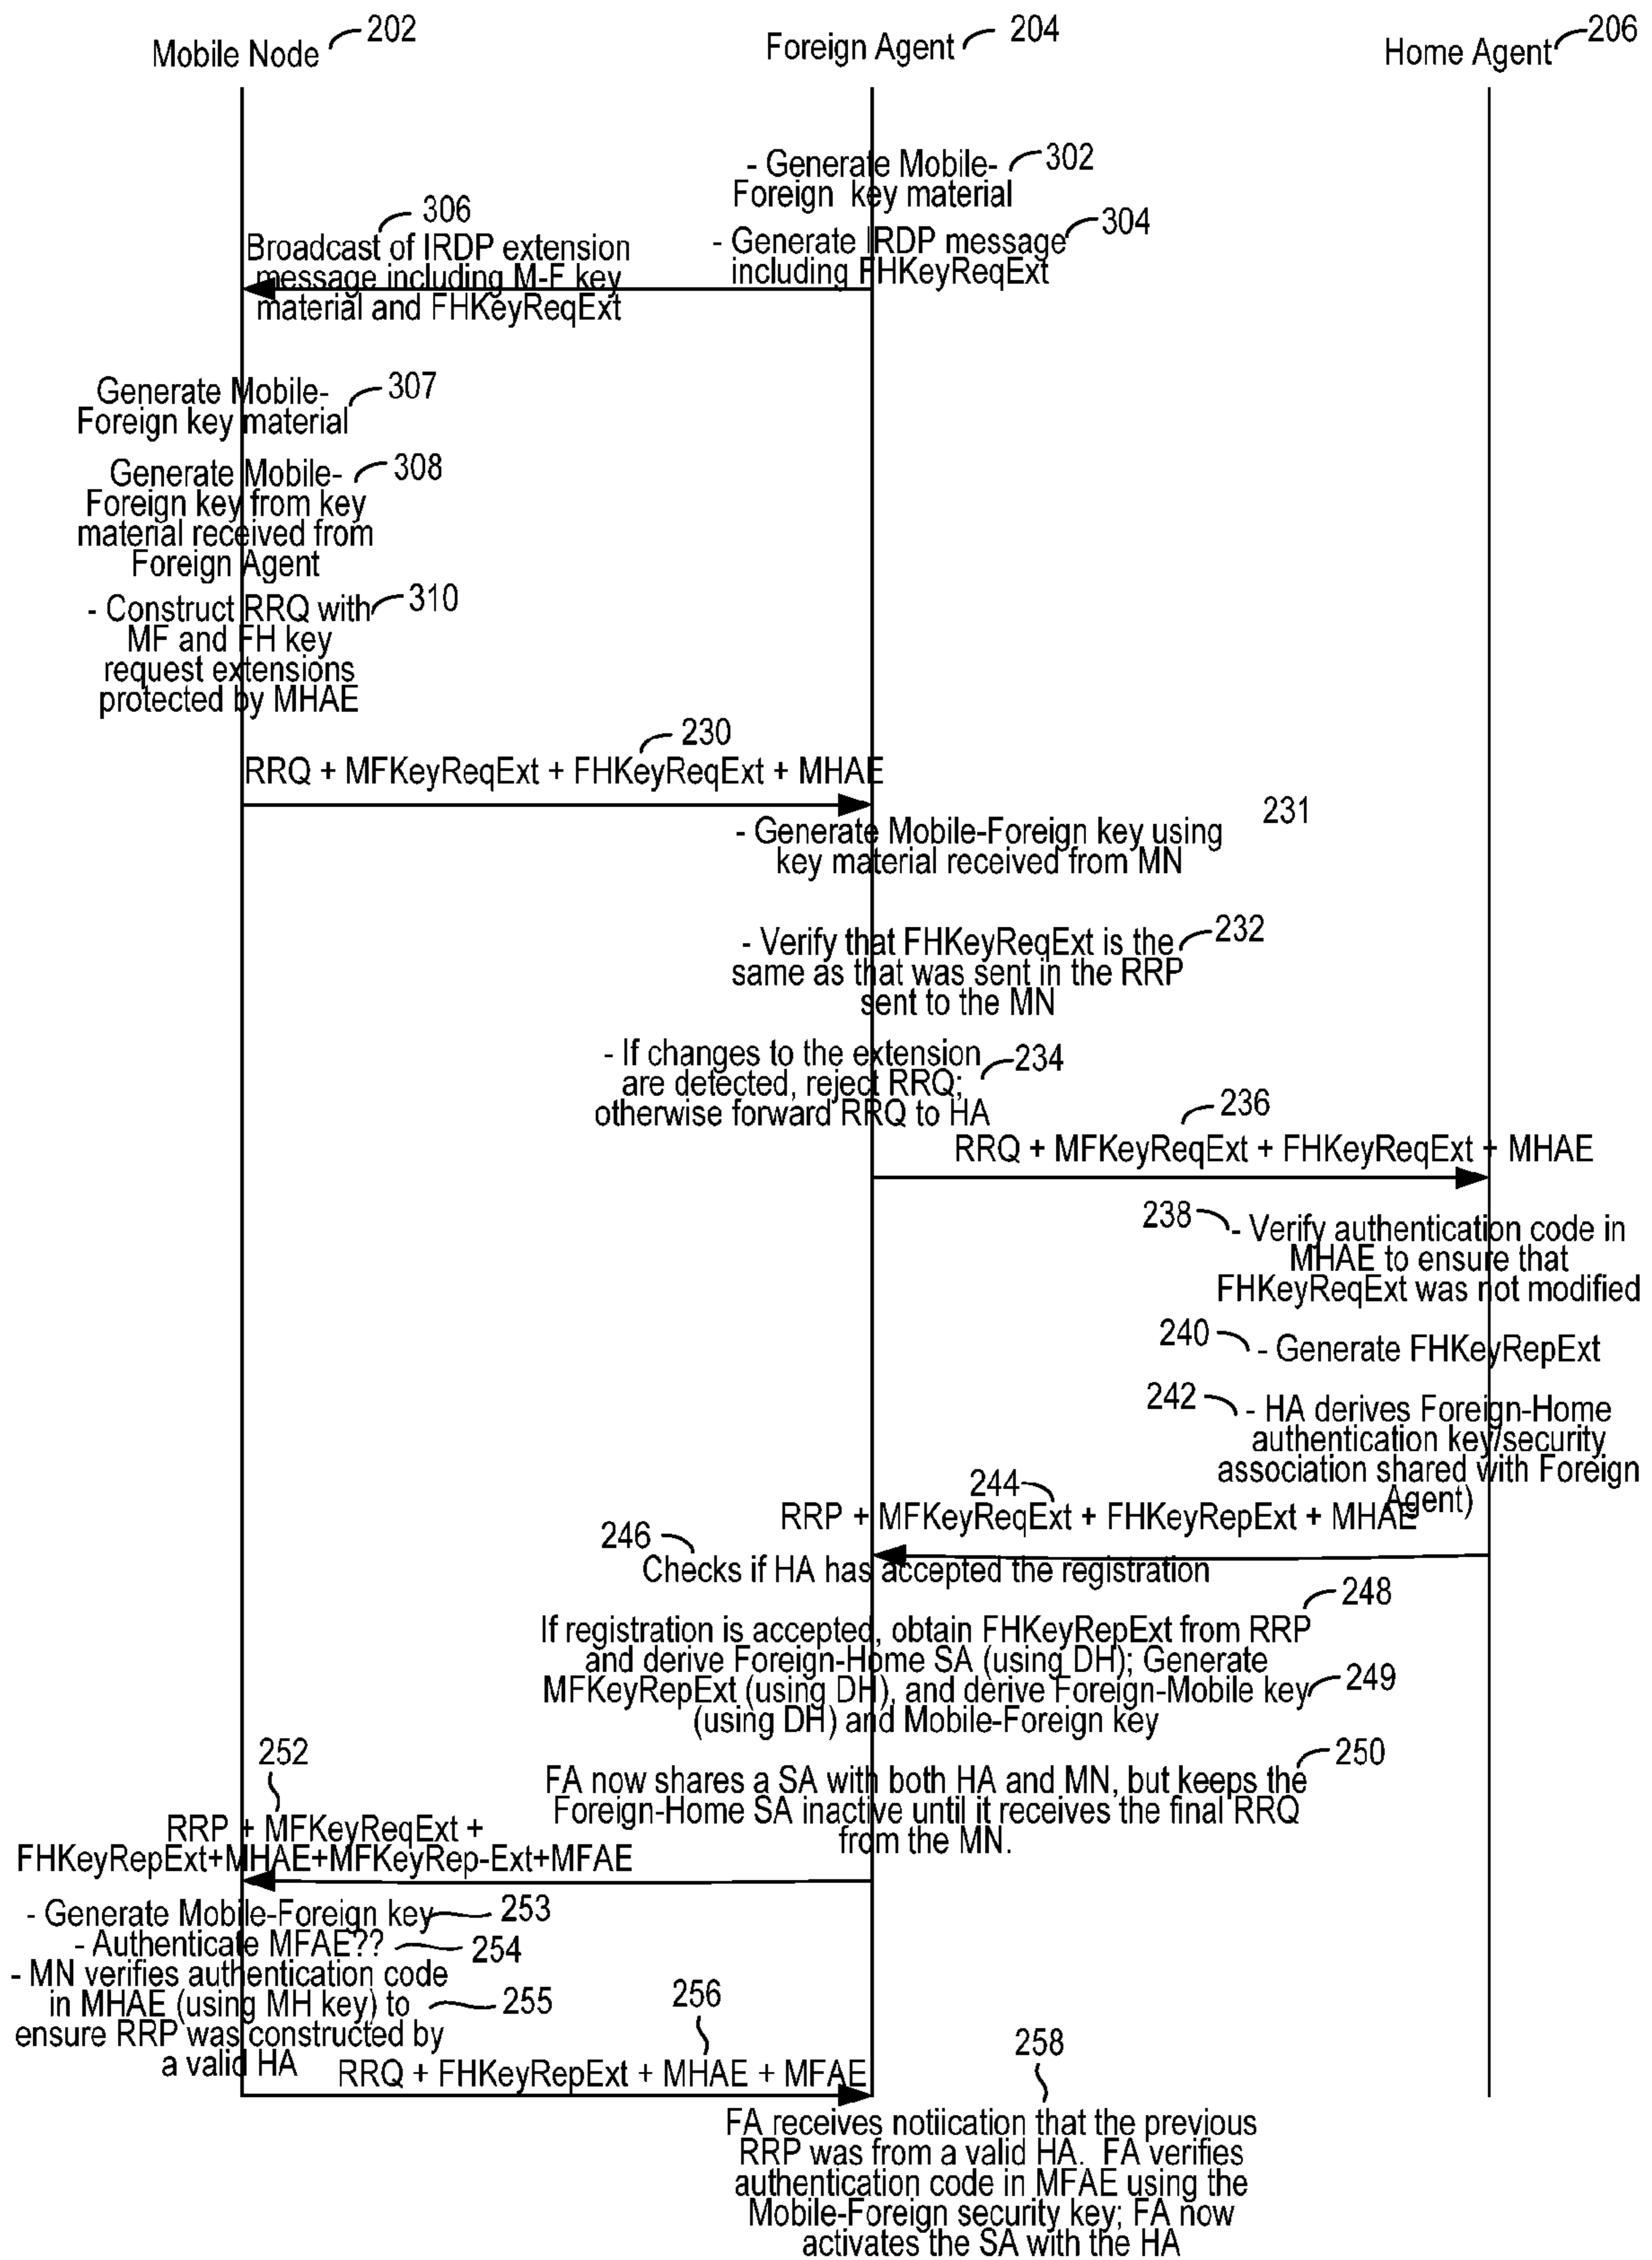 Mobile Node 202
Foreign Agent 204
Home Agent 206
- Generate Mobile- 302
Foreign key material
- Generate IRDP message 304
including FHKeyReqExt
306
Broadcast of IRDP extension
message including M-F key
material and FHKeyReqExt
Generate Mobile- 307
Foreign key material
Generate Mobile- 308
Foreign key from key
material received from
Foreign Agent
- Construct RRQ with 310
MF and FH key
request extensions
protected by MHAE
230
RRQ + MFKeyReqExt + FHKeyReqExt + MHAE
231
- Generate Mobile-Foreign key using
key material received from MN
- Verify that FHKeyReqExt is the 232
same as that was sent in the RRP
sent to the MN
- If changes to the extension 234
are detected, reject RRQ;
otherwise forward RRQ to HA
236
RRQ + MFKeyReqExt + FHKeyReqExt + MHAE
238 - Verify authentication code in
MHAE to ensure that
FHKeyReqExt was not modified
240 - Generate FHKeyRepExt
242 - HA derives Foreign-Home
authentication key/security
association shared with Foreign
Agent)
244
RRP + MFKeyReqExt + FHKeyRepExt + MHAE
246
Checks if HA has accepted the registration
248
If registration is accepted, obtain FHKeyRepExt from RRP
and derive Foreign-Home SA (using DH); Generate
MFKeyRepExt (using DH), and derive Foreign-Mobile key 249
(using DH) and Mobile-Foreign key
250
FA now shares a SA with both HA and MN, but keeps the
Foreign-Home SA inactive until it receives the final RRQ
from the MN.
252
RRP + MFKeyReqExt +
FHKeyRepExt+MHAE+MFKeyRep-Ext+MFAE
- Generate Mobile-Foreign key 253
- Authenticate MFAE?? 254
- MN verifies authentication code
in MHAE (using MH key) to 255
ensure RRP was constructed by
a valid HA
256
RRQ + FHKeyRepExt + MHAE + MFAE
258
FA receives notiication that the previous
RRP was from a valid HA. FA verifies
authentication code in MFAE using the
Mobile-Foreign security key; FA now
activates the SA with the HA